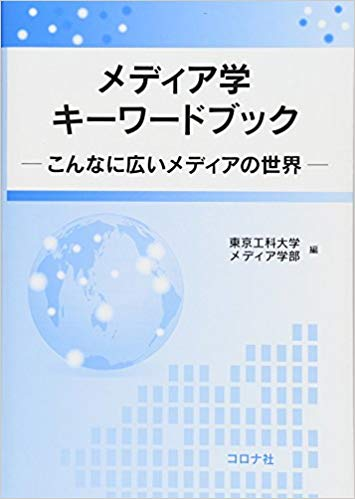 メディア学
キーワードブック
―こんなに広いメディアの世界―
東京工科大学
メディア学部 編
コロナ社